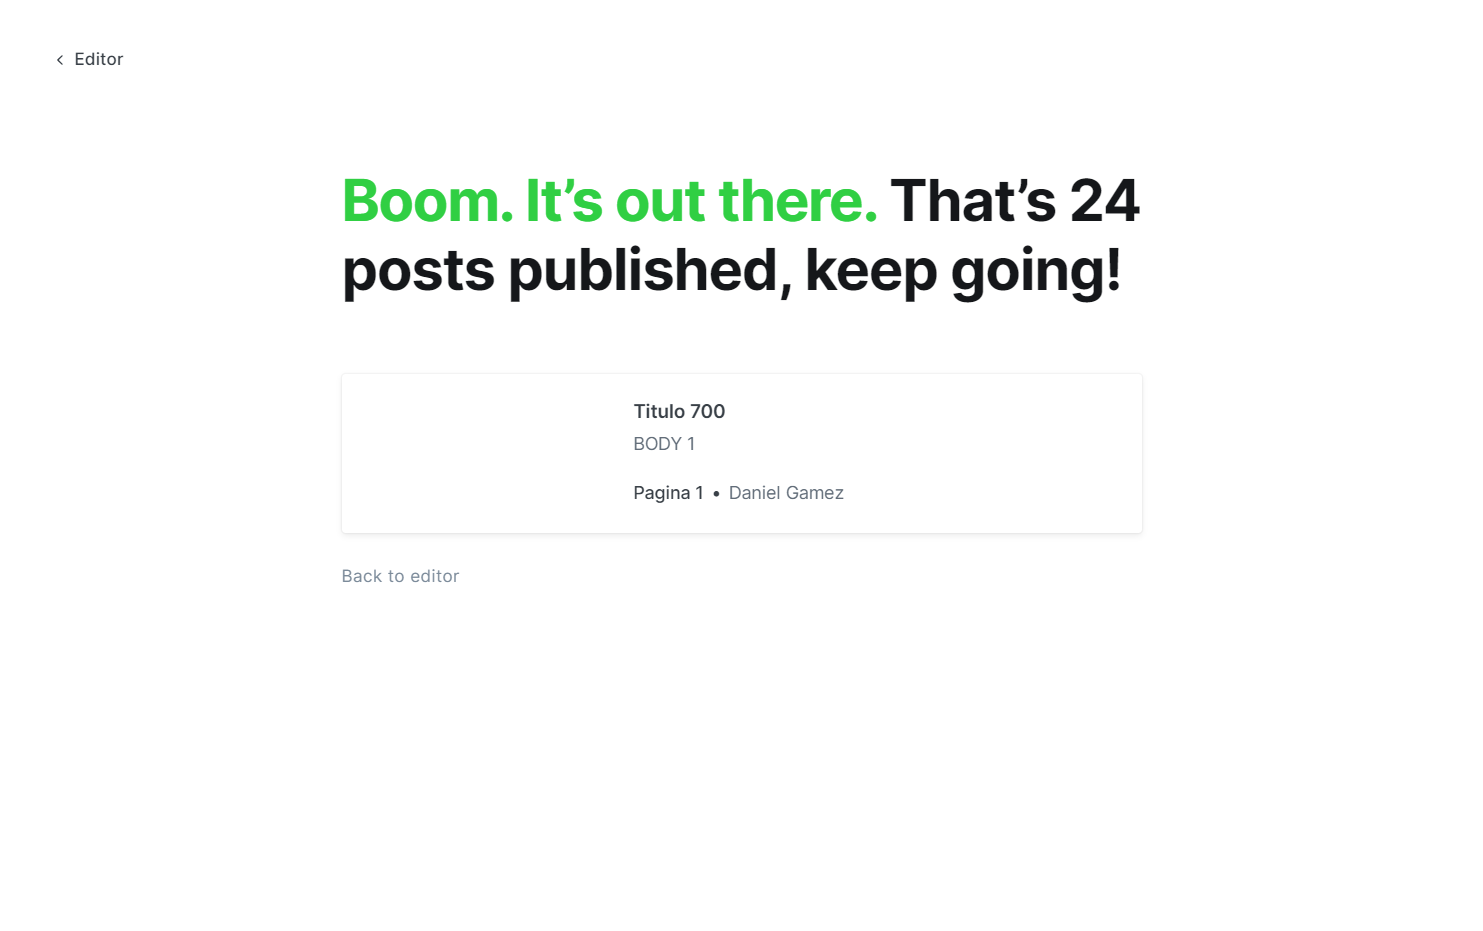 Editor
Boom. It’s out there. That’s 24
posts published, keep going!
Titulo 700
BODY 1
Pagina 1 • Daniel Gamez
Back to editor